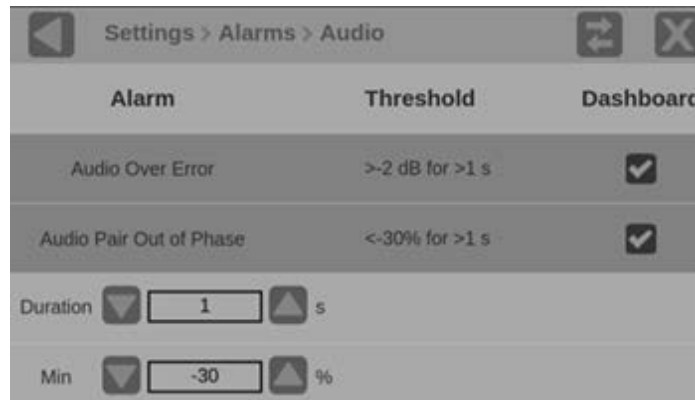 Settings > Alarms > Audio
Alarm Threshold Dashboard
Audio Over Error >-2 dB for >1 s
Audio Pair Out of Phase <-30% for >1 s
Duration 1 s
Min -30 %